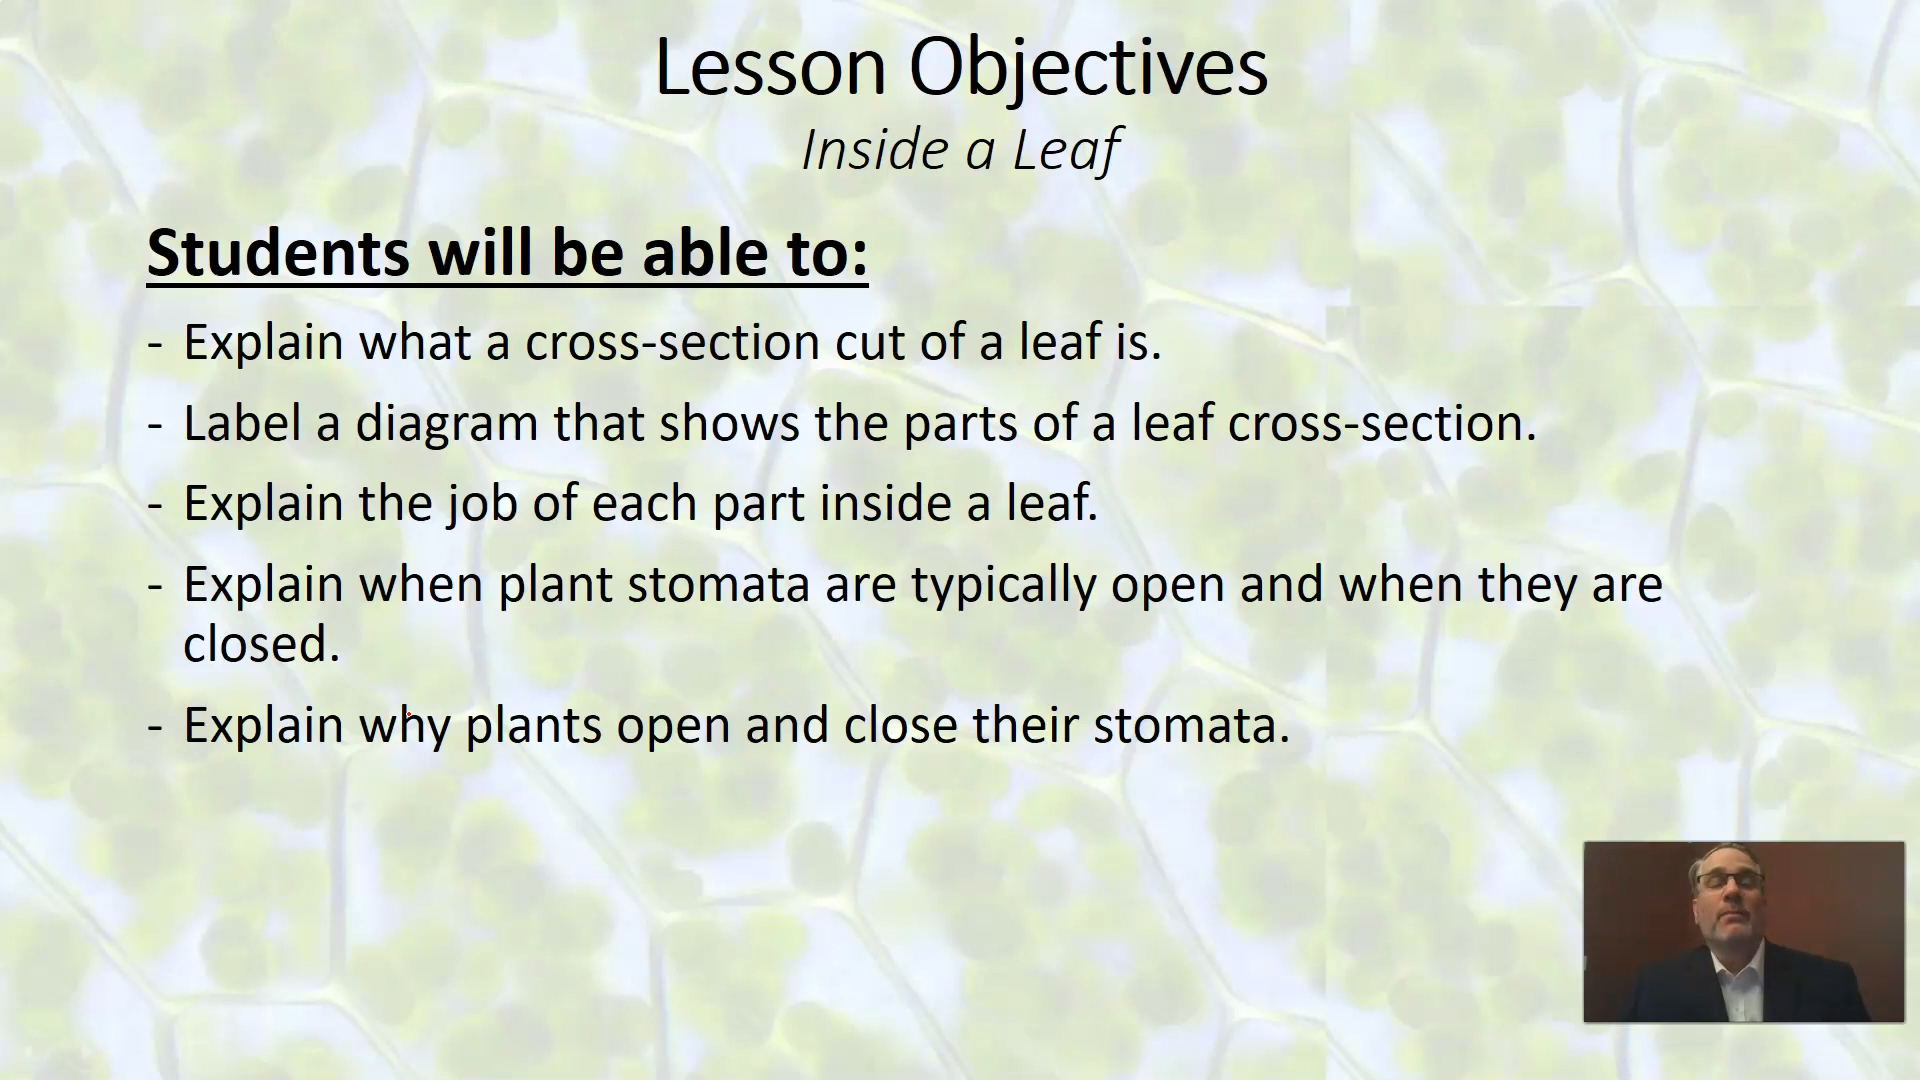 Lesson Objectives
Inside a Leaf
Students will be able to:
- Explain what a cross-section cut of a leaf is.
- Label a diagram that shows the parts of a leaf cross-section.
- Explain the job of each part inside a leaf.
- Explain when plant stomata are typically open and when they are
closed.
- Explain why plants open and close their stomata.